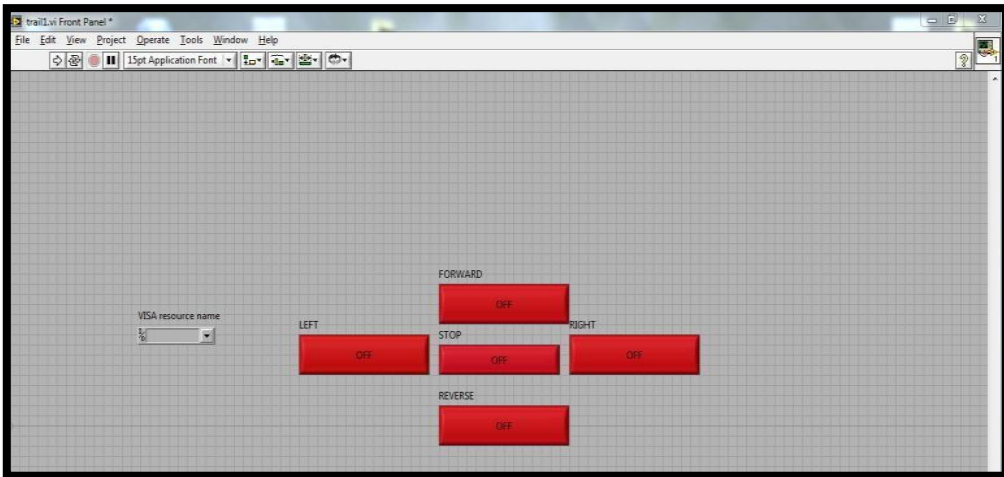 trail1.vi Front Panel *
File Edit View Project Operate Tools Window Help
15pt Application Font
?
1
FORWARD
OFF
VISA resource name
I/O
LEFT
OFF
STOP
OFF
RIGHT
OFF
REVERSE
OFF